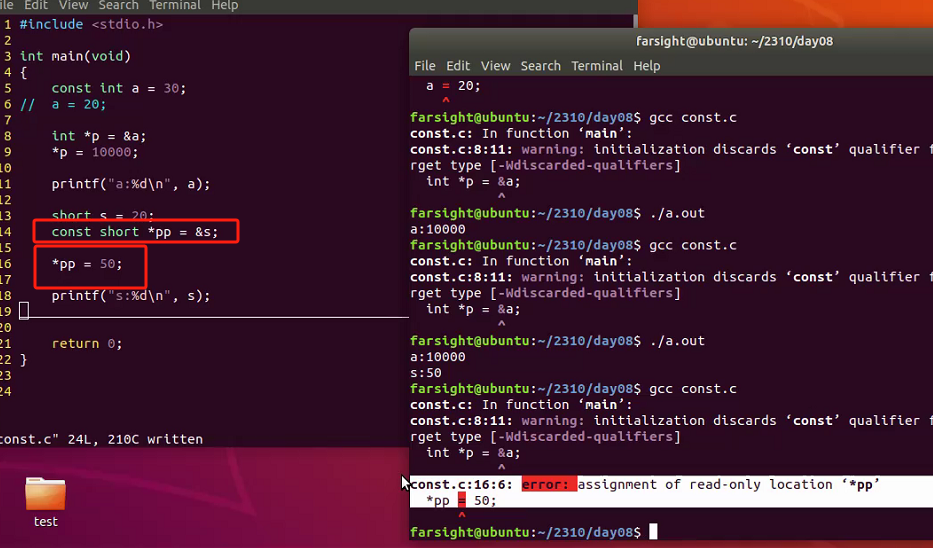 ile Edit View Search Terminal Help
1 #include <stdio.h>
2
3 int main(void)
4 {
5     const int a = 30;
6 //  a = 20;
7
8     int *p = &a;
9     *p = 10000;
10
11     printf("a:%d\n", a);
12
13     short s = 20;
14     const short *pp = &s;
15
16     *pp = 50;
17
18     printf("s:%d\n", s);
19
20
21     return 0;
22 }
23
24
const.c" 24L, 210C written
test
farsight@ubuntu: ~/2310/day08
File Edit View Search Terminal Help
a = 20;
^
farsight@ubuntu:~/2310/day08$ gcc const.c
const.c: In function ‘main’:
const.c:8:11: warning: initialization discards ‘const’ qualifier f
rget type [-Wdiscarded-qualifiers]
int *p = &a;
^
farsight@ubuntu:~/2310/day08$ ./a.out
a:10000
farsight@ubuntu:~/2310/day08$ gcc const.c
const.c: In function ‘main’:
const.c:8:11: warning: initialization discards ‘const’ qualifier f
rget type [-Wdiscarded-qualifiers]
int *p = &a;
^
farsight@ubuntu:~/2310/day08$ ./a.out
a:10000
s:50
farsight@ubuntu:~/2310/day08$ gcc const.c
const.c: In function ‘main’:
const.c:8:11: warning: initialization discards ‘const’ qualifier f
rget type [-Wdiscarded-qualifiers]
int *p = &a;
^
const.c:16:6: error: assignment of read-only location ‘*pp’
*pp = 50;
^
farsight@ubuntu:~/2310/day08$